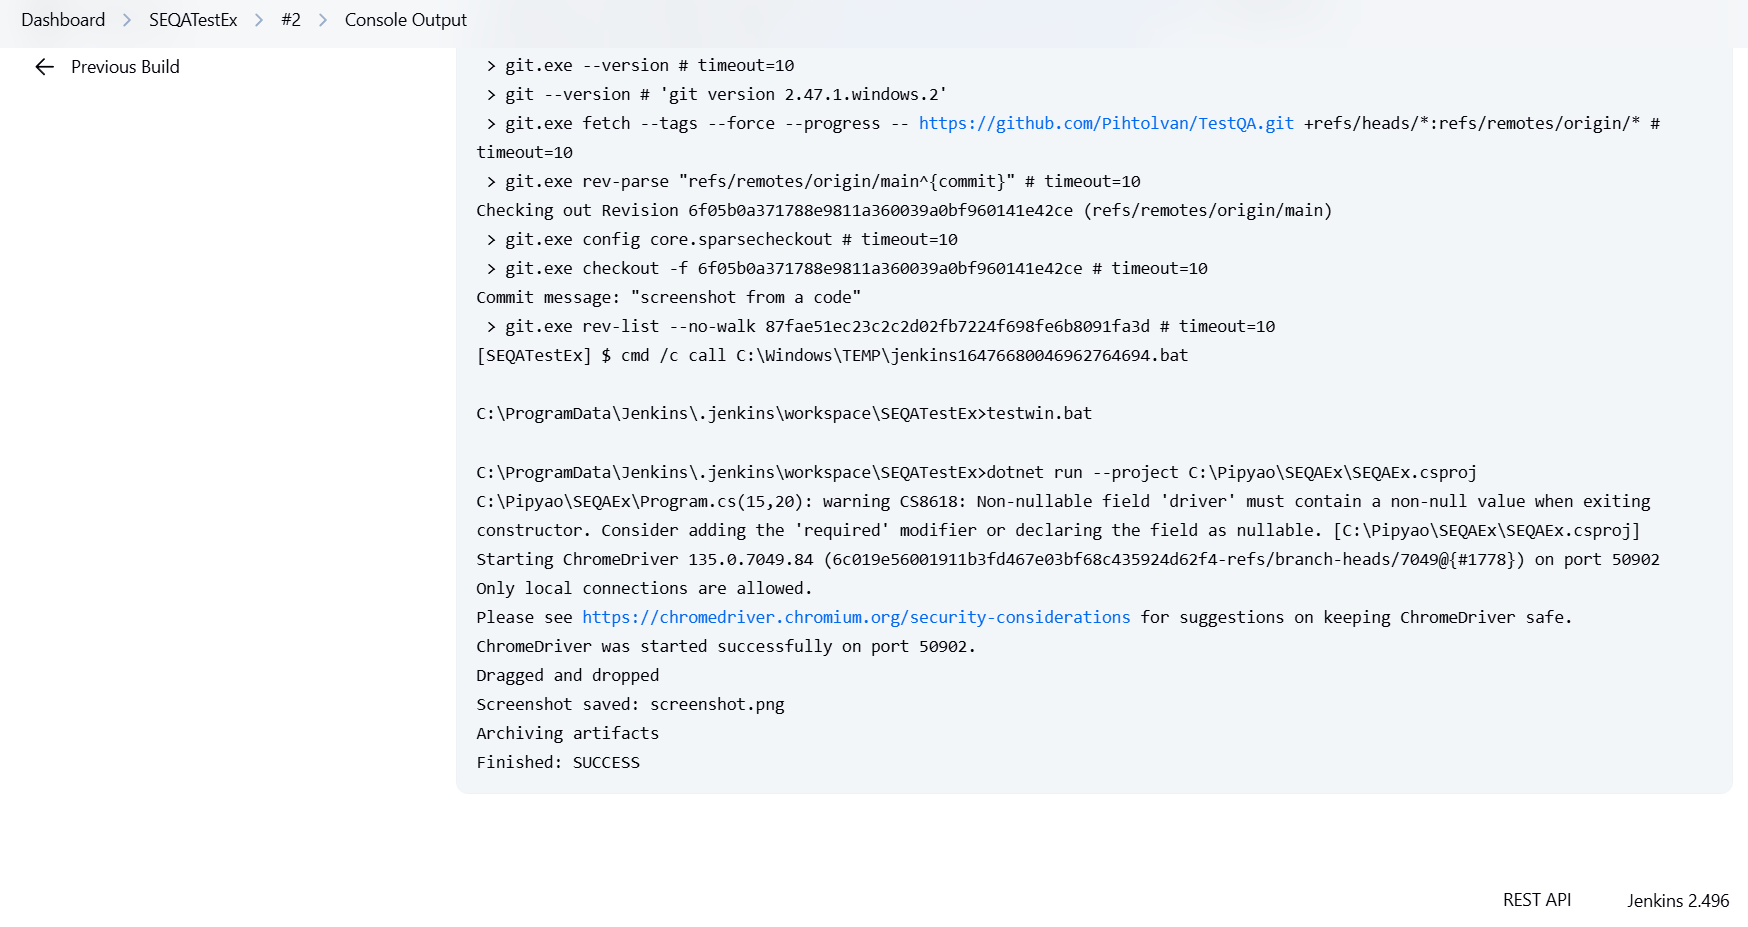 Dashboard > SEQATestEx > #2 > Console Output
← Previous Build
> git.exe --version # timeout=10
> git --version # 'git version 2.47.1.windows.2'
> git.exe fetch --tags --force --progress -- https://github.com/Pihtolvan/TestQA.git +refs/heads/*:refs/remotes/origin/* #
timeout=10
> git.exe rev-parse "refs/remotes/origin/main^{commit}" # timeout=10
Checking out Revision 6f05b0a371788e9811a360039a0bf960141e42ce (refs/remotes/origin/main)
> git.exe config core.sparsecheckout # timeout=10
> git.exe checkout -f 6f05b0a371788e9811a360039a0bf960141e42ce # timeout=10
Commit message: "screenshot from a code"
> git.exe rev-list --no-walk 87fae51ec23c2c2d02fb7224f698fe6b8091fa3d # timeout=10
[SEQATestEx] $ cmd /c call C:\Windows\TEMP\jenkins16476680046962764694.bat
C:\ProgramData\Jenkins\.jenkins\workspace\SEQATestEx>testwin.bat
C:\ProgramData\Jenkins\.jenkins\workspace\SEQATestEx>dotnet run --project C:\Pipyao\SEQAEx\SEQAEx.csproj
C:\Pipyao\SEQAEx\Program.cs(15,20): warning CS8618: Non-nullable field 'driver' must contain a non-null value when exiting
constructor. Consider adding the 'required' modifier or declaring the field as nullable. [C:\Pipyao\SEQAEx\SEQAEx.csproj]
Starting ChromeDriver 135.0.7049.84 (6c019e56001911b3fd467e03bf68c435924d62f4-refs/branch-heads/7049@{#1778}) on port 50902
Only local connections are allowed.
Please see https://chromedriver.chromium.org/security-considerations for suggestions on keeping ChromeDriver safe.
ChromeDriver was started successfully on port 50902.
Dragged and dropped
Screenshot saved: screenshot.png
Archiving artifacts
Finished: SUCCESS
REST API Jenkins 2.496